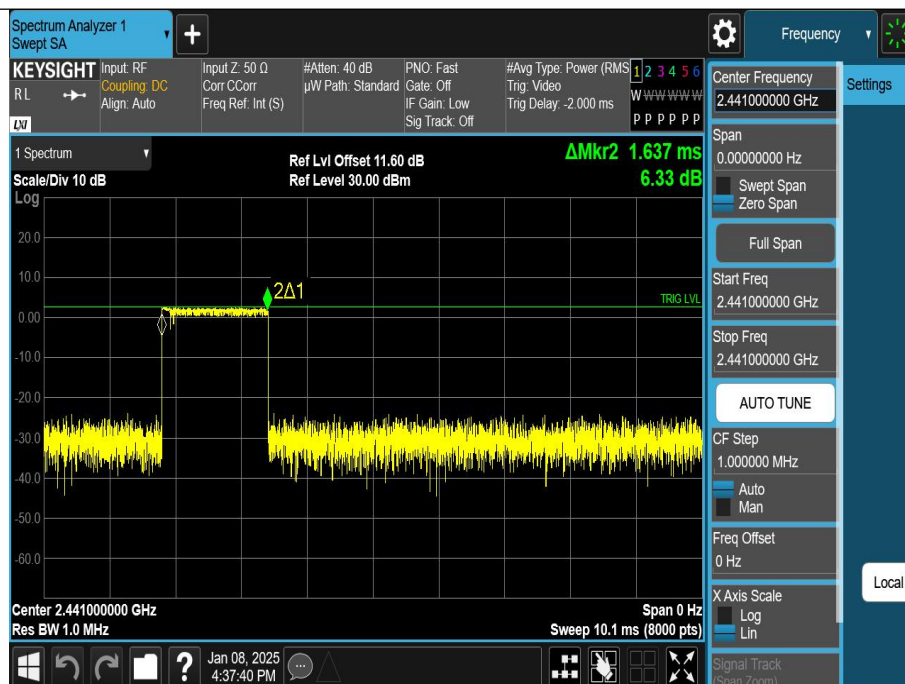 Spectrum Analyzer 1
Swept SA
Frequency
KEYSIGHT
RL
LXI
Input: RF
Coupling: DC
Align: Auto
Input Z: 50 Ω
Corr CCorr
Freq Ref: Int (S)
#Atten: 40 dB
µW Path: Standard
PNO: Fast
Gate: Off
IF Gain: Low
Sig Track: Off
#Avg Type: Power (RMS
Trig: Video
Trig Delay: -2.000 ms
1 2 3 4 5 6
W W W W W W
P P P P P P
1 Spectrum
Scale/Div 10 dB
Log
Ref Lvl Offset 11.60 dB
Ref Level 30.00 dBm
ΔMkr2 1.637 ms
6.33 dB
20.0
10.0
0.00
-10.0
-20.0
-30.0
-40.0
-50.0
-60.0
2Δ1
TRIG LVL
Center 2.441000000 GHz
Res BW 1.0 MHz
Span 0 Hz
Sweep 10.1 ms (8000 pts)
Center Frequency
2.441000000 GHz
Settings
Span
0.00000000 Hz
Swept Span
Zero Span
Full Span
Start Freq
2.441000000 GHz
Stop Freq
2.441000000 GHz
AUTO TUNE
CF Step
1.000000 MHz
Auto
Man
Freq Offset
0 Hz
X Axis Scale
Log
Lin
Local
Signal Track
(Span Zoom)
?
Jan 08, 2025
4:37:40 PM